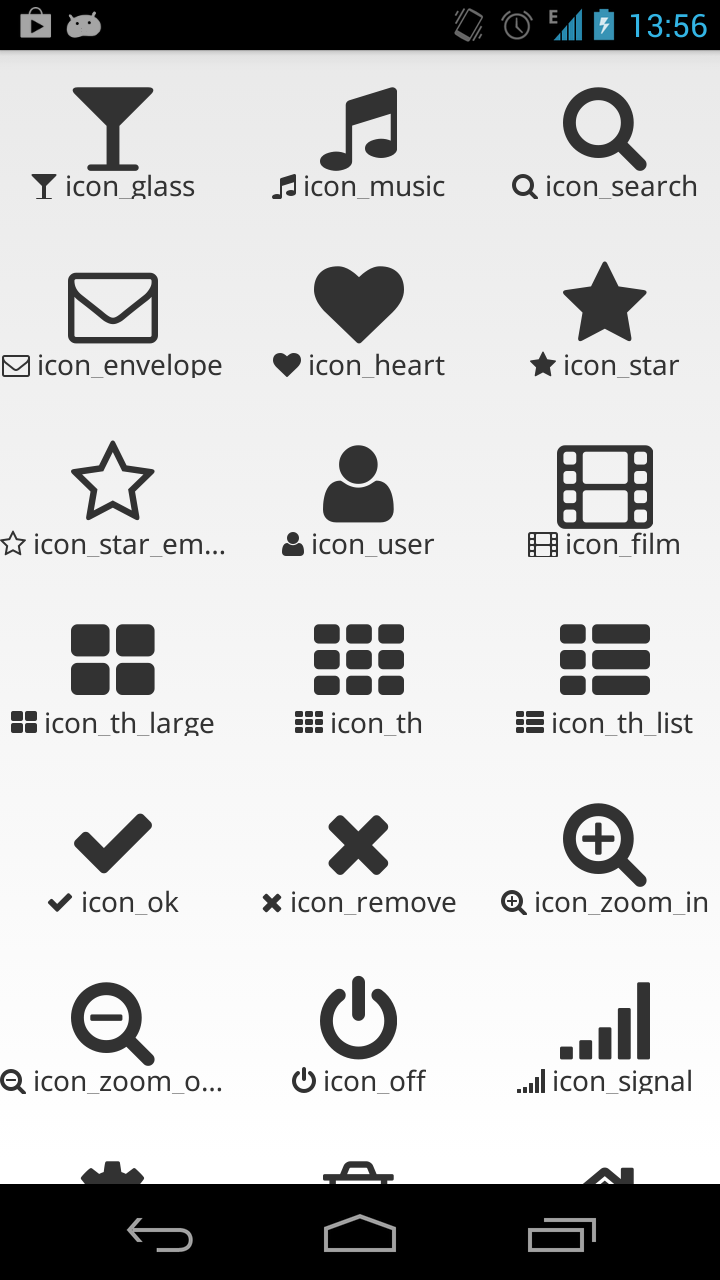 E 13:56
icon_glass icon_music icon_search
icon_envelope icon_heart icon_star
icon_star_em... icon_user icon_film
icon_th_large icon_th icon_th_list
icon_ok icon_remove icon_zoom_in
icon_zoom_o... icon_off icon_signal